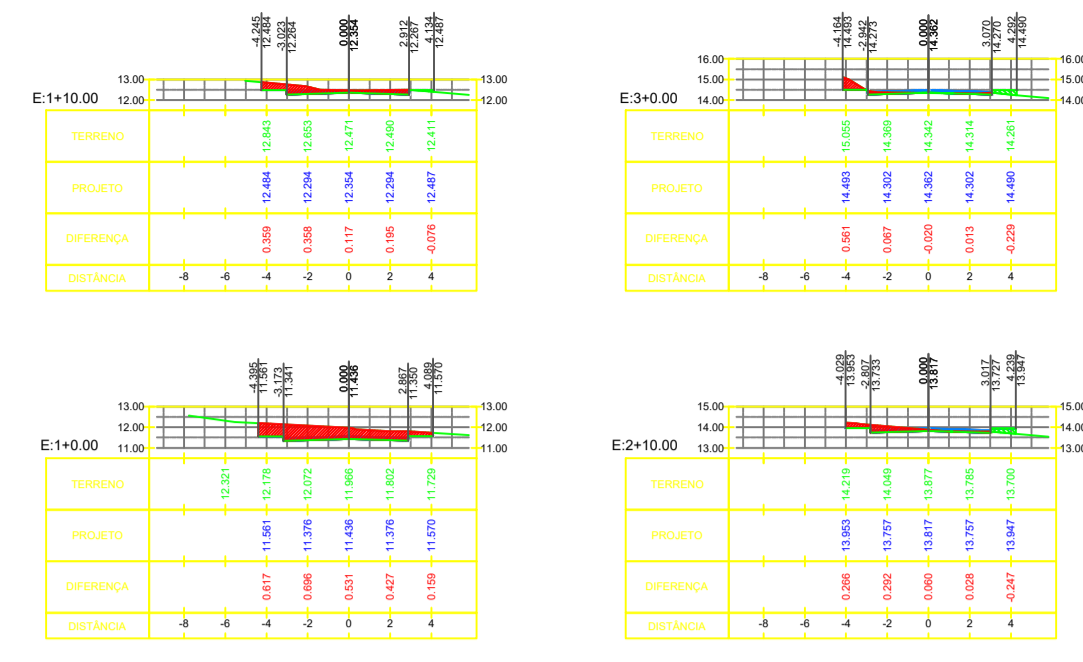 -4.245 12.484 -3.023 12.264 0.000 12.354 2.912 12.267 4.134 12.487
13.00 13.00
E:1+10.00 12.00 12.00
TERRENO 12.843 12.653 12.471 12.490 12.411
PROJETO 12.484 12.294 12.354 12.294 12.487
DIFERENÇA 0.359 0.358 0.117 0.195 -0.076
DISTÂNCIA -8 -6 -4 -2 0 2 4
-4.164 14.493 -2.942 14.273 0.000 14.362 3.070 14.270 4.292 14.490
16.00 16.00
15.00 15.00
E:3+0.00 14.00 14.00
TERRENO 15.055 14.369 14.342 14.314 14.261
PROJETO 14.493 14.302 14.362 14.302 14.490
DIFERENÇA 0.561 0.067 -0.020 0.013 -0.229
DISTÂNCIA -8 -6 -4 -2 0 2 4
-4.395 11.561 -3.173 11.341 0.000 11.436 2.867 11.350 4.089 11.570
13.00 13.00
12.00 12.00
E:1+0.00 11.00 11.00
TERRENO 12.321 12.178 12.072 11.966 11.802 11.729
PROJETO 11.561 11.376 11.436 11.376 11.570
DIFERENÇA 0.617 0.696 0.531 0.427 0.159
DISTÂNCIA -8 -6 -4 -2 0 2 4
-4.029 13.953 -2.807 13.733 0.000 13.817 3.017 13.727 4.239 13.947
15.00 15.00
14.00 14.00
E:2+10.00 13.00 13.00
TERRENO 14.219 14.049 13.877 13.785 13.700
PROJETO 13.953 13.757 13.817 13.757 13.947
DIFERENÇA 0.266 0.292 0.060 0.028 -0.247
DISTÂNCIA -8 -6 -4 -2 0 2 4